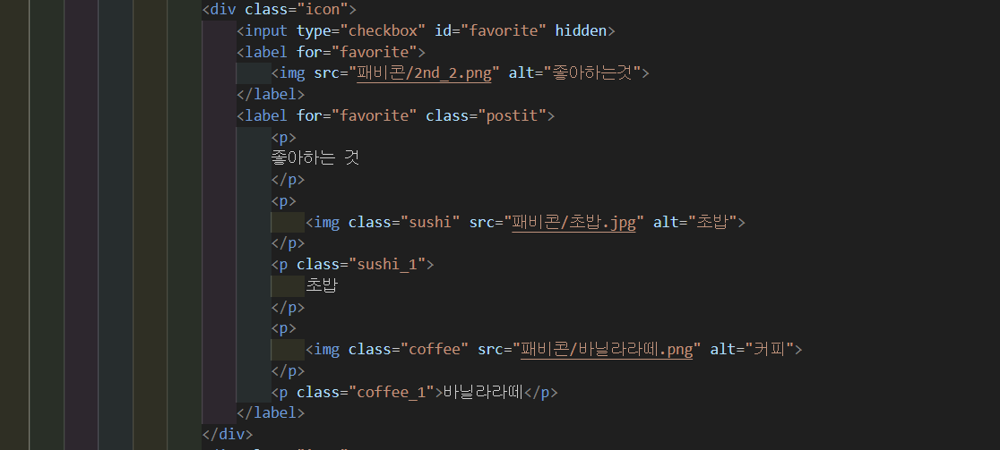 <div class="icon">
<input type="checkbox" id="favorite" hidden>
<label for="favorite">
<img src="패비콘/2nd_2.png" alt="좋아하는것">
</label>
<label for="favorite" class="postit">
<p>
좋아하는 것
</p>
<p>
<img class="sushi" src="패비콘/초밥.jpg" alt="초밥">
</p>
<p class="sushi_1">
초밥
</p>
<p>
<img class="coffee" src="패비콘/바닐라라떼.png" alt="커피">
</p>
<p class="coffee_1">바닐라라떼</p>
</label>
</div>